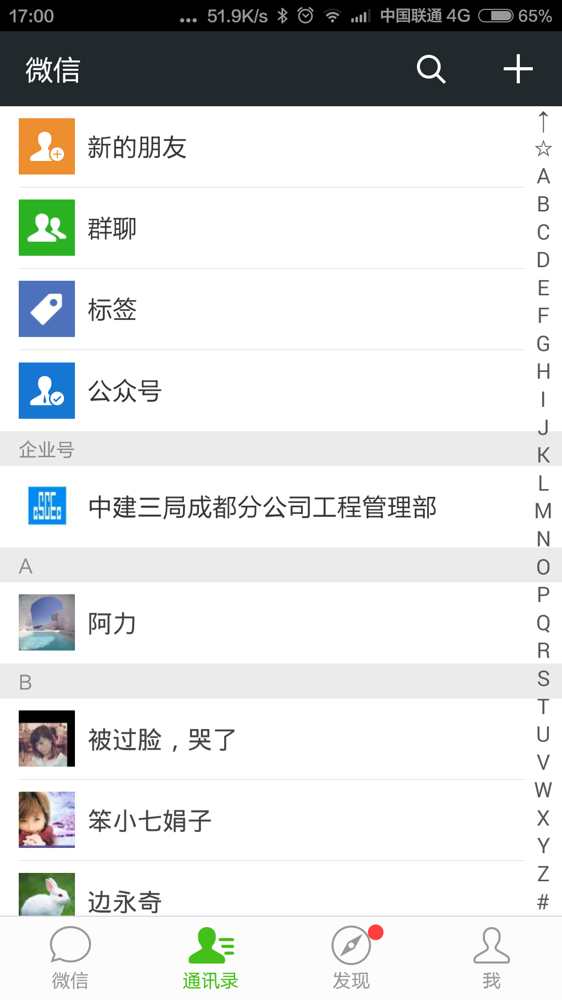 17:00 ... 51.9K/s 中国联通 4G 65%
微信
新的朋友
群聊
标签
公众号
企业号
CSCEC
中建三局成都分公司工程管理部
A
阿力
B
被过脸，哭了
笨小七娟子
边永奇
↑
☆
A
B
C
D
E
F
G
H
I
J
K
L
M
N
O
P
Q
R
S
T
U
V
W
X
Y
Z
#
微信 通讯录 发现 我